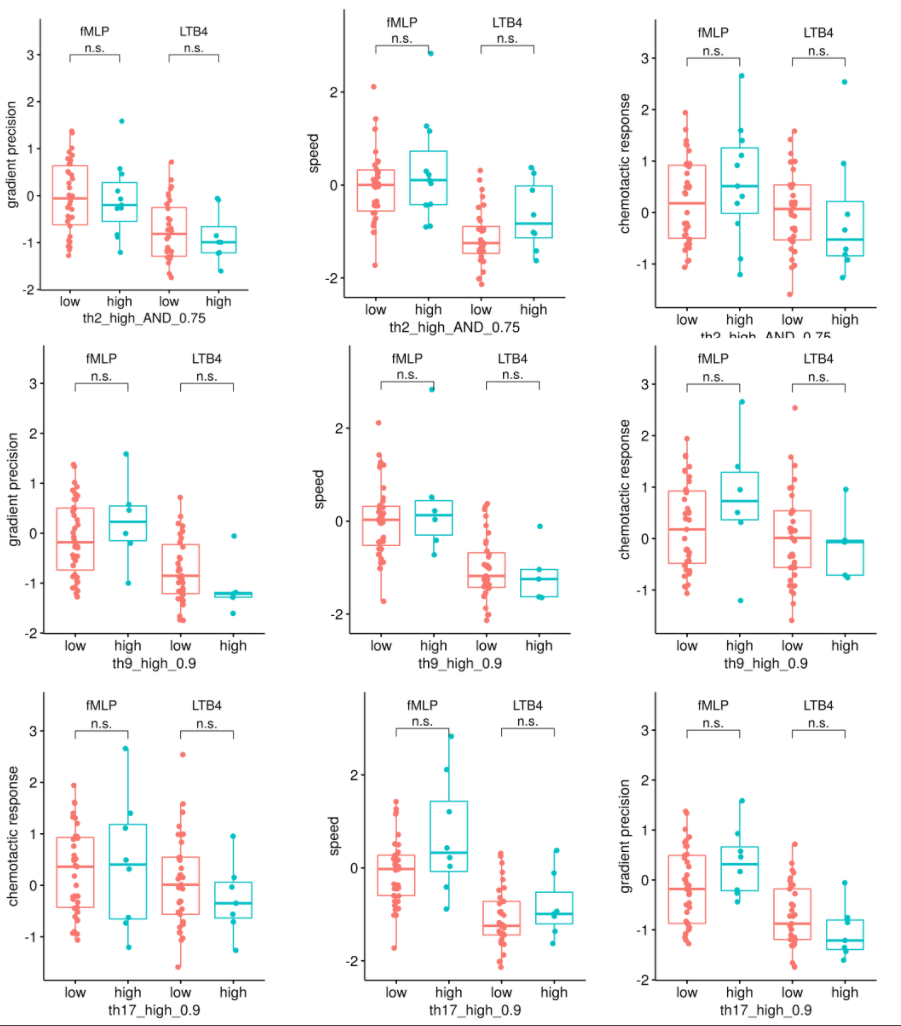 fMLP LTB4
n.s. n.s.
gradient precision
3
2
1
0
-1
-2
low high low high
th2_high_AND_0.75
fMLP LTB4
n.s. n.s.
speed
2
0
-2
low high low high
th2_high_AND_0.75
fMLP LTB4
n.s. n.s.
chemotactic response
3
2
1
0
-1
low high low high
th2_high_AND_0.75
fMLP LTB4
n.s. n.s.
gradient precision
3
2
1
0
-1
-2
low high low high
th9_high_0.9
fMLP LTB4
n.s. n.s.
speed
2
0
-2
low high low high
th9_high_0.9
fMLP LTB4
n.s. n.s.
chemotactic response
3
2
1
0
-1
low high low high
th9_high_0.9
fMLP LTB4
n.s. n.s.
chemotactic response
3
2
1
0
-1
low high low high
th17_high_0.9
fMLP LTB4
n.s. n.s.
speed
2
0
-2
low high low high
th17_high_0.9
fMLP LTB4
n.s. n.s.
gradient precision
3
2
1
0
-1
-2
low high low high
th17_high_0.9